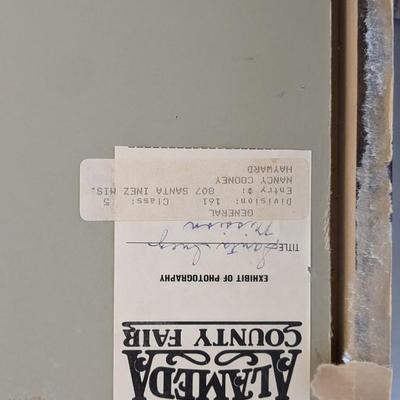 ALAMEDA
COUNTY FAIR
EXHIBIT OF PHOTOGRAPHY
TITLE: Santa Inez
Mission
GENERAL
Division: 161 Class: 5
Entry #: 807 SANTA INEZ MIS.
NANCY COONEY
HAYWARD